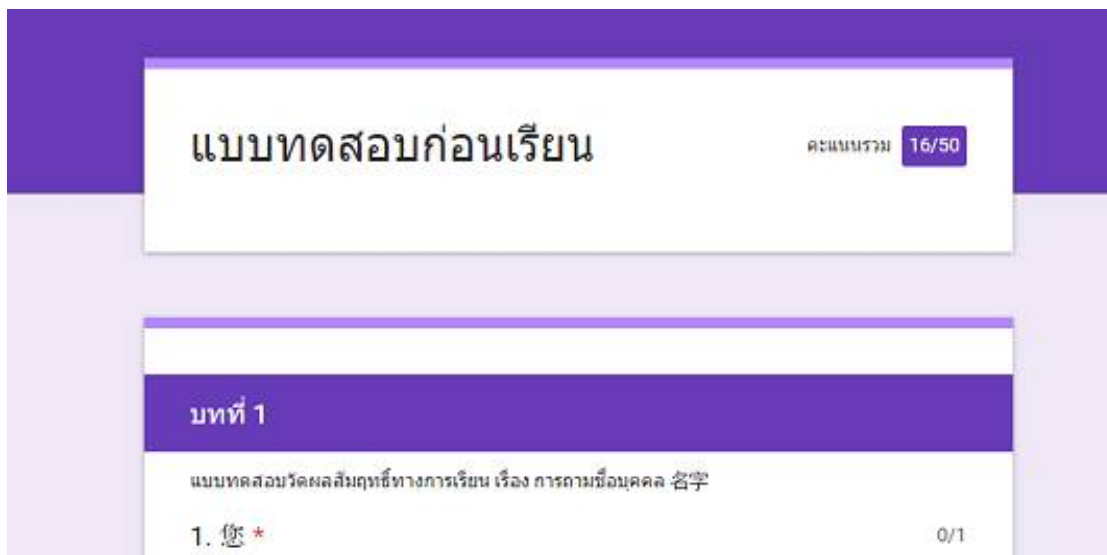 แบบทดสอบก่อนเรียน
คะแนนรวม 16/50
บทที่ 1
แบบทดสอบวัดผลสัมฤทธิ์ทางการเรียน เรื่อง การถามชื่อบุคคล 名字
1. 您 *
0/1